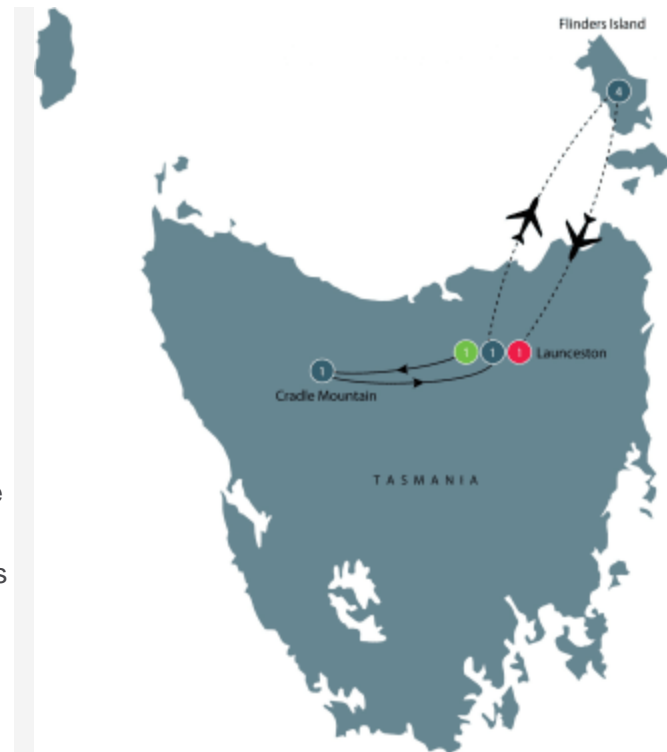 Flinders Island
4
1
1
1
Launceston
1
Cradle Mountain
TASMANIA
e
s